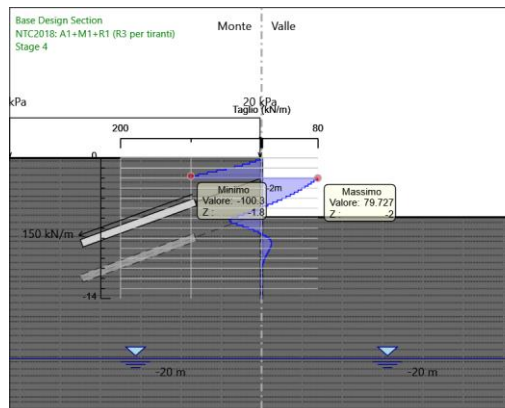 Base Design Section
NTC2018: A1+M1+R1 (R3 per tiranti)
Stage 4
Monte
Valle
kPa
20 kPa
Taglio (kN/m)
200
80
0
-2m
Minimo
Valore: -100.3
Z : -1.8
Massimo
Valore: 79.727
Z : -2
150 kN/m
-14
-20 m
-20 m